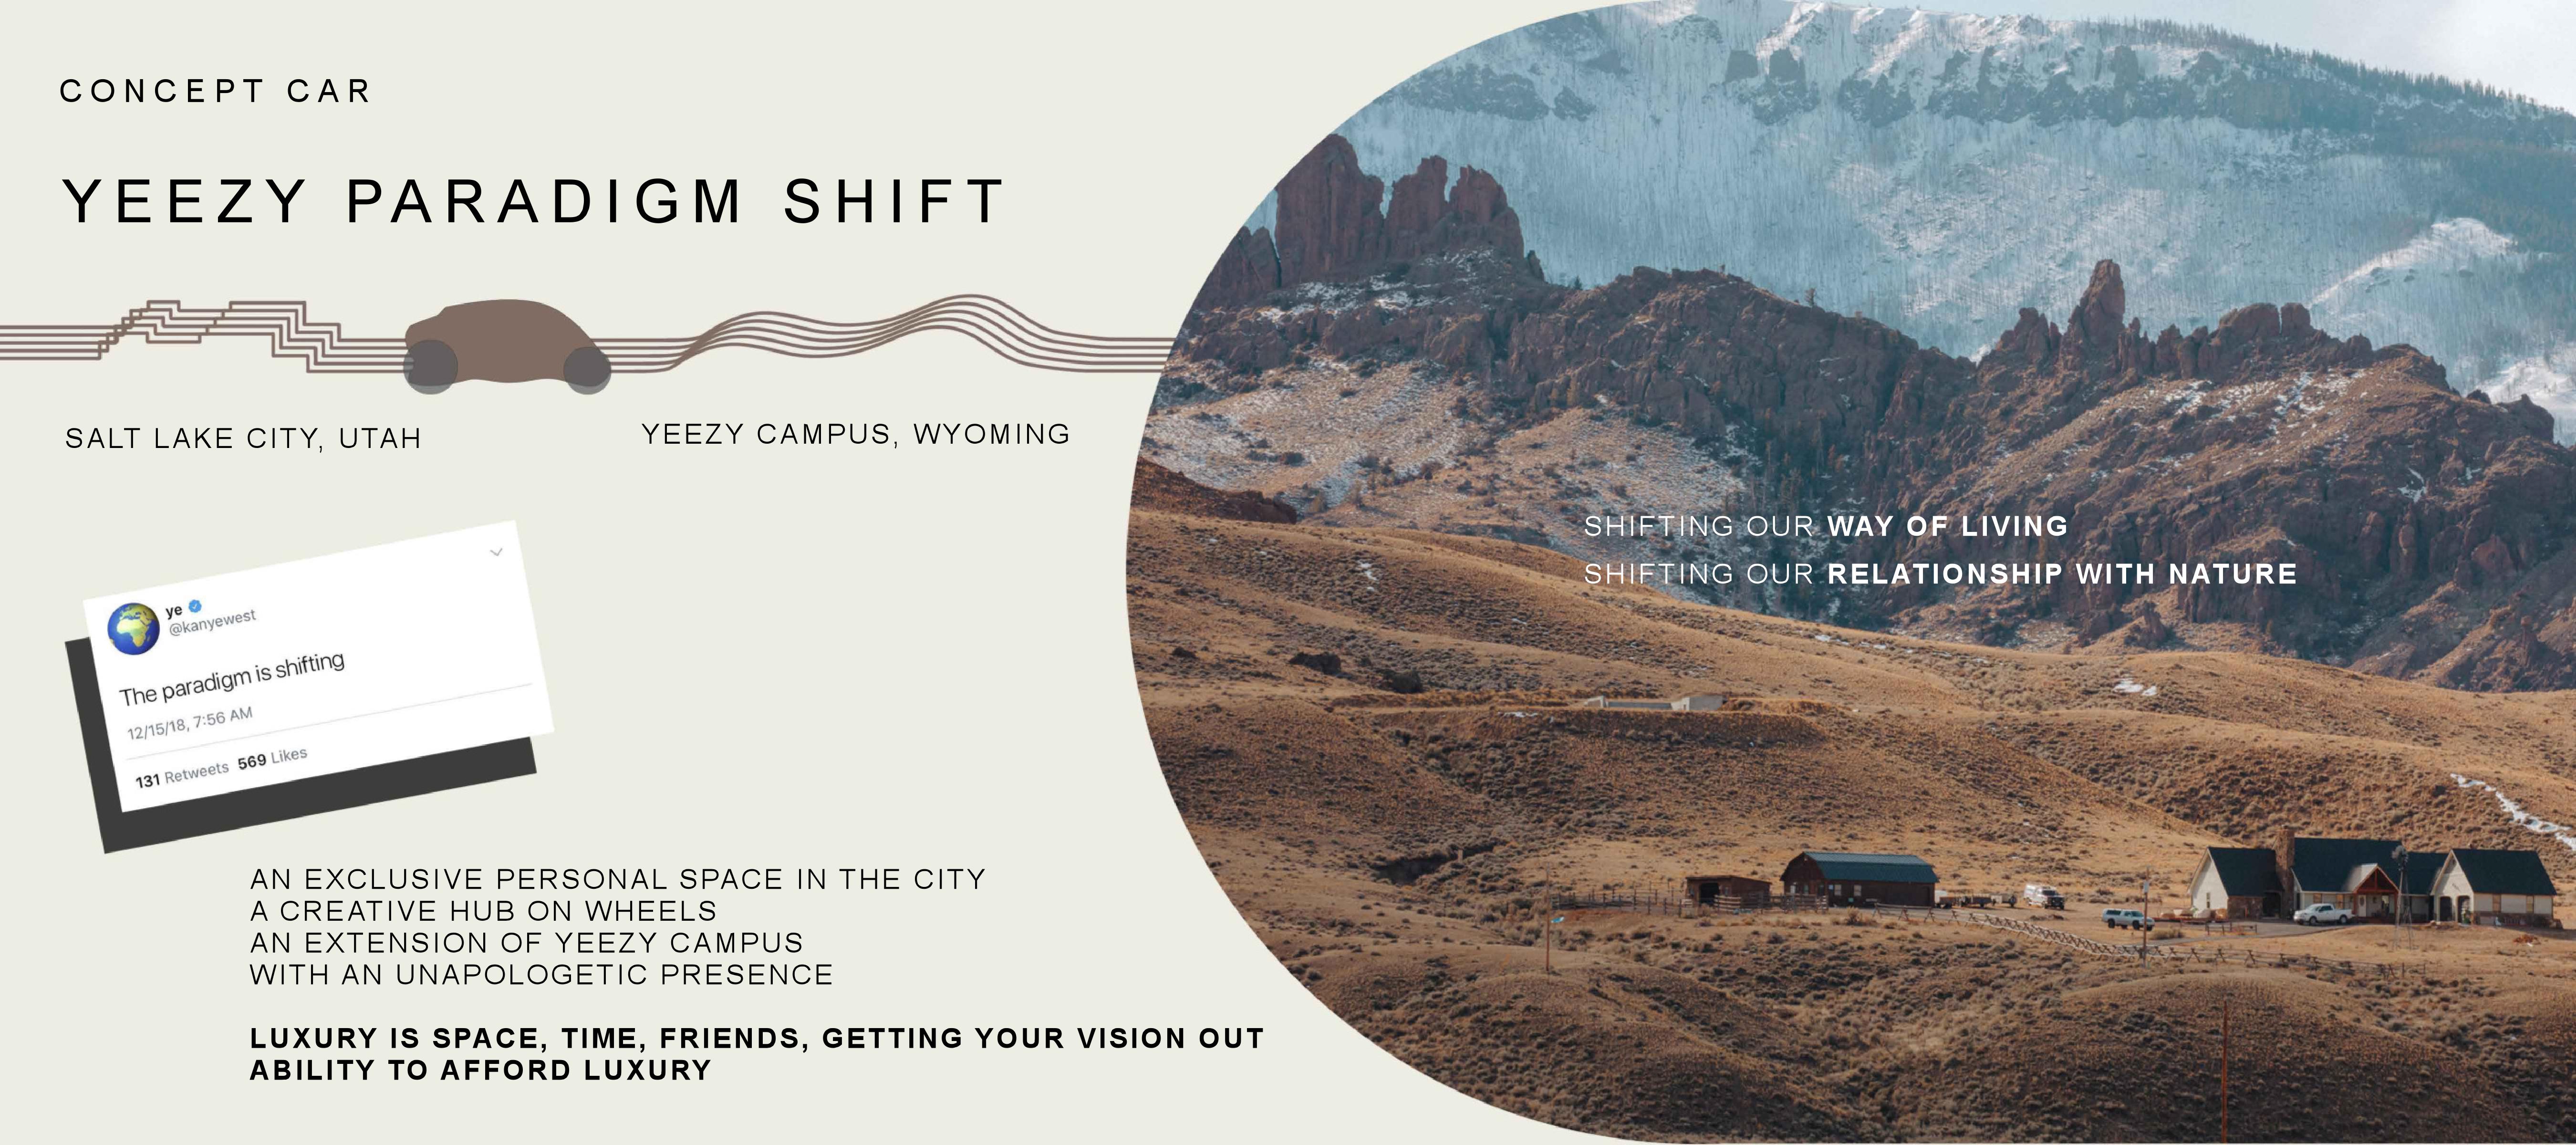 CONCEPT CAR
YEEZY PARADIGM SHIFT
SALT LAKE CITY, UTAH
YEEZY CAMPUS, WYOMING
ye
@kanyewest
The paradigm is shifting
12/15/18, 7:56 AM
131 Retweets 569 Likes
AN EXCLUSIVE PERSONAL SPACE IN THE CITY
A CREATIVE HUB ON WHEELS
AN EXTENSION OF YEEZY CAMPUS
WITH AN UNAPOLOGETIC PRESENCE
LUXURY IS SPACE, TIME, FRIENDS, GETTING YOUR VISION OUT
ABILITY TO AFFORD LUXURY
SHIFTING OUR WAY OF LIVING
SHIFTING OUR RELATIONSHIP WITH NATURE